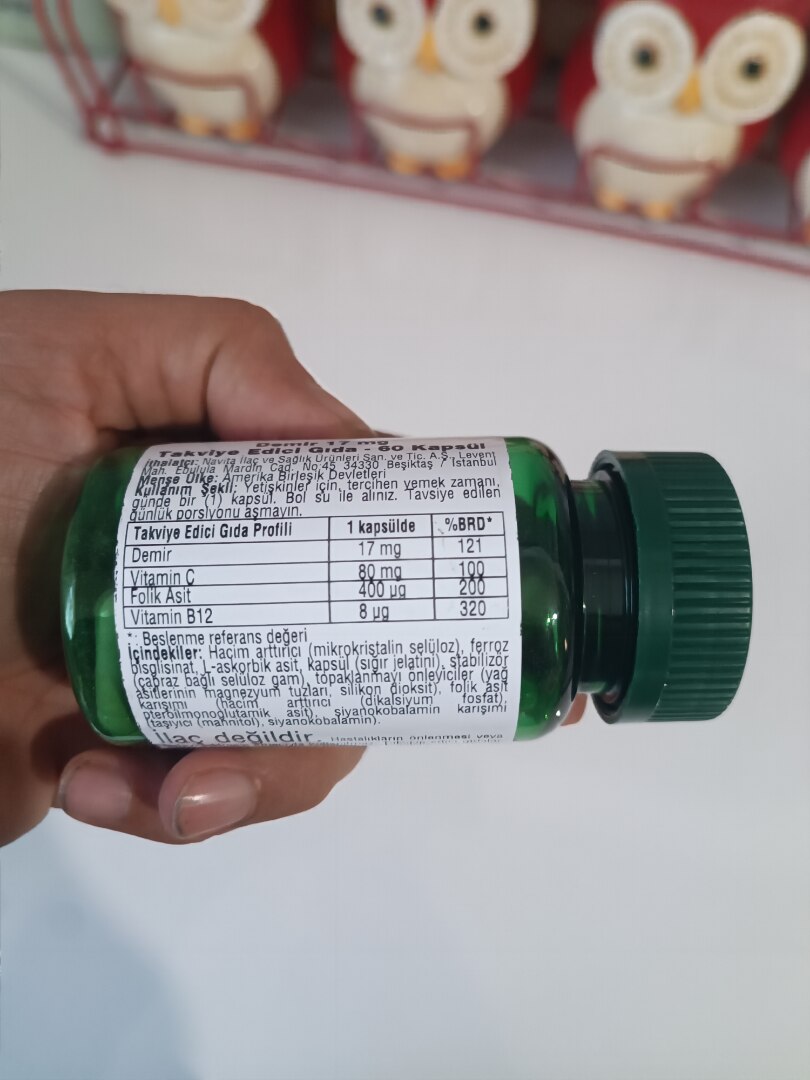 Demir 17 mg
Takviye Edici Gıda - 60 Kapsül
İthalatçı: Navita İlaç ve Sağlık Ürünleri San. ve Tic. A.Ş., Levent
Mah. Ebulula Mardin Cad. No.45 34330 Beşiktaş / İstanbul
Menşe Ülke: Amerika Birleşik Devletleri
Kullanım Şekli: Yetişkinler için, tercihen yemek zamanı,
günde bir (1) kapsül. Bol su ile alınız. Tavsiye edilen
günlük porsiyonu aşmayın.
Takviye Edici Gıda Profili 1 kapsülde %BRD*
Demir 17 mg 121
Vitamin C 80 mg 100
Folik Asit 400 µg 200
Vitamin B12 8 µg 320
*: Beslenme referans değeri
İçindekiler: Hacim arttırıcı (mikrokristalin selüloz), ferroz
bisglisinat, L-askorbik asit, kapsül (sığır jelatini), stabilizör
(çapraz bağlı selüloz gam), topaklanmayı önleyiciler (yağ
asitlerinin magnezyum tuzları, silikon dioksit), folik asit
karışımı (hacim arttırıcı (dikalsiyum fosfat),
pteroilmonoglutamik asit), siyanokobalamin karışımı
(taşıyıcı (mannitol), siyanokobalamin).
İlaç değildir. Hastalıkların önlenmesi veya